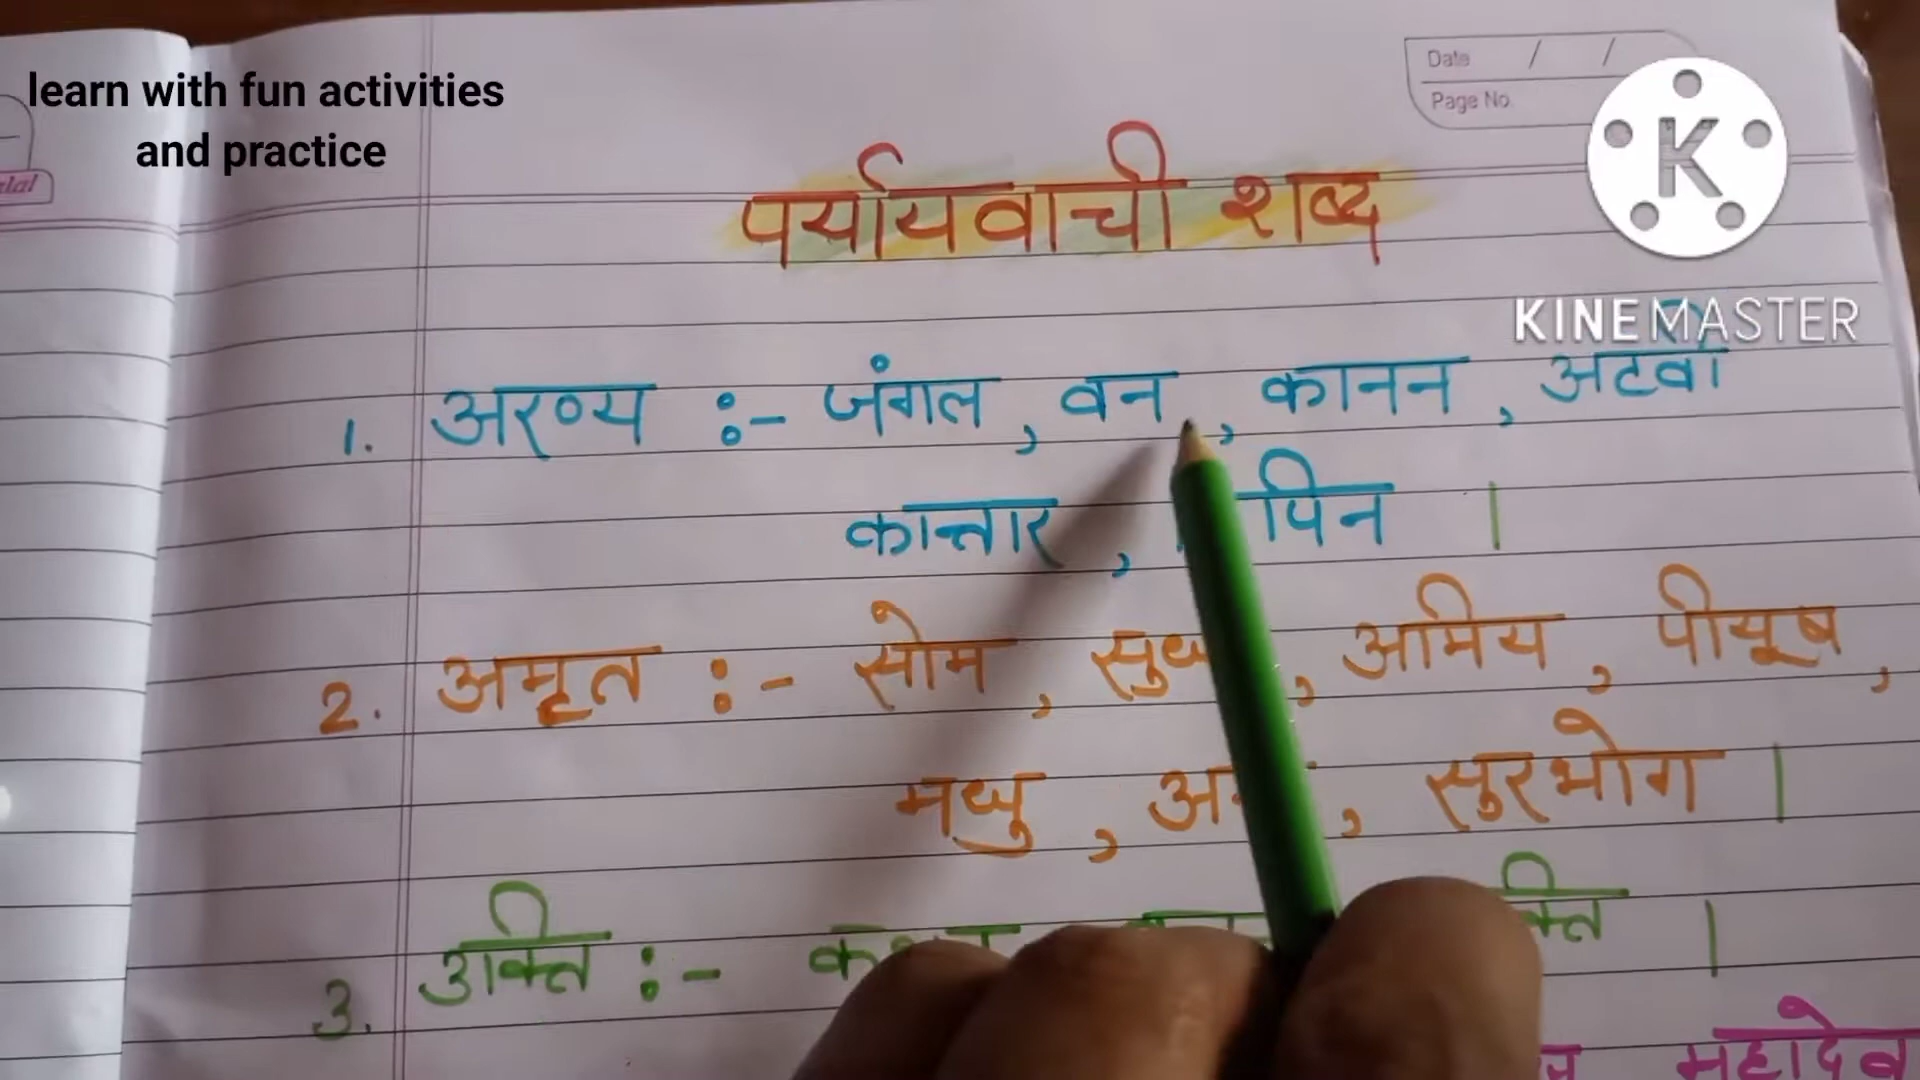 learn with fun activities
and practice
Date / /
Page No.
KINEMASTER
पर्यायवाची शब्द
1. अरण्य :- जंगल , वन , कानन , अटवी
कान्तार , पिन ।
2. अमृत :- सोम , सुध , अमिय , पीयूष ,
मधु , अ , सुरभोग ।
3. उक्ति :- क्ति ।
महादेव